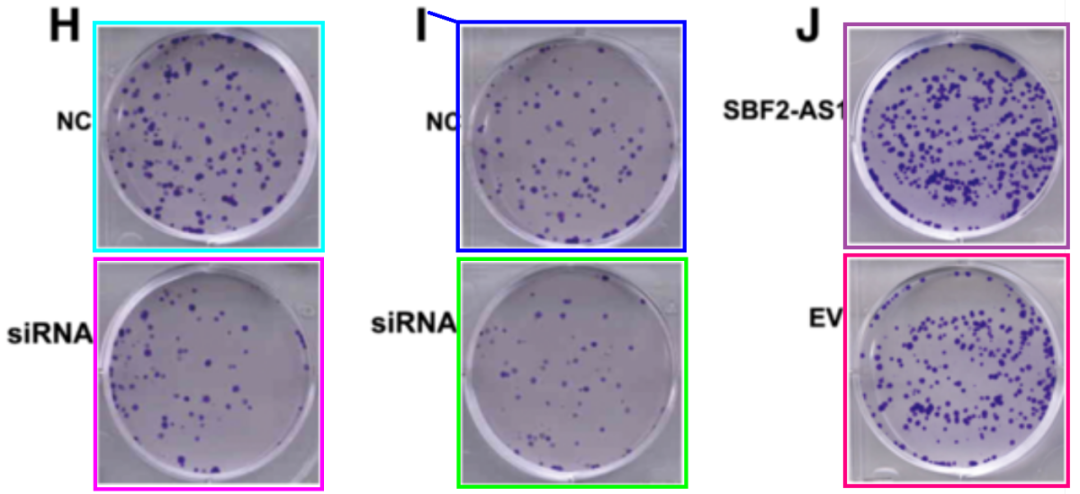 H
I
J
NC
NC
SBF2-AS1
siRNA
siRNA
EV